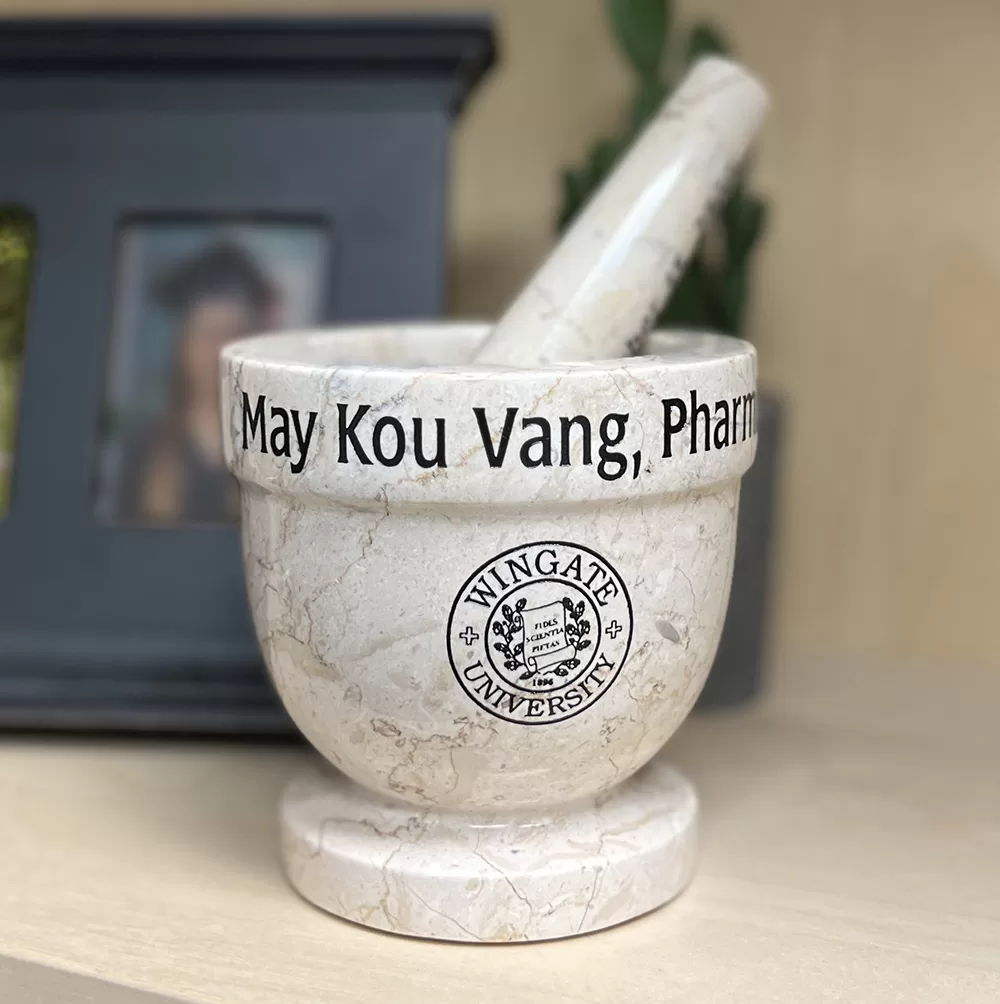 May Kou Vang, Pharm
WINGATE
FIDES
SCIENTIA
PIETAS
1896
UNIVERSITY